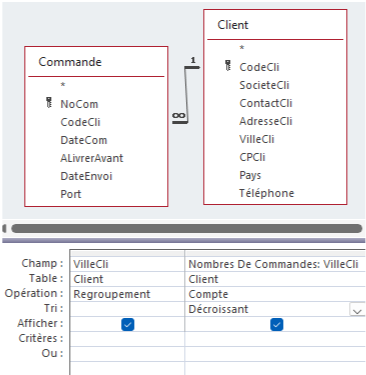 Client
*
CodeCli
SocieteCli
ContactCli
AdresseCli
VilleCli
CPCli
Pays
Téléphone
Commande
*
NoCom
CodeCli
DateCom
ALivrerAvant
DateEnvoi
Port
1
∞
Champ : VilleCli Nombres De Commandes: VilleCli
Table : Client Client
Opération : Regroupement Compte
Tri : Décroissant
Afficher :
Critères :
Ou :